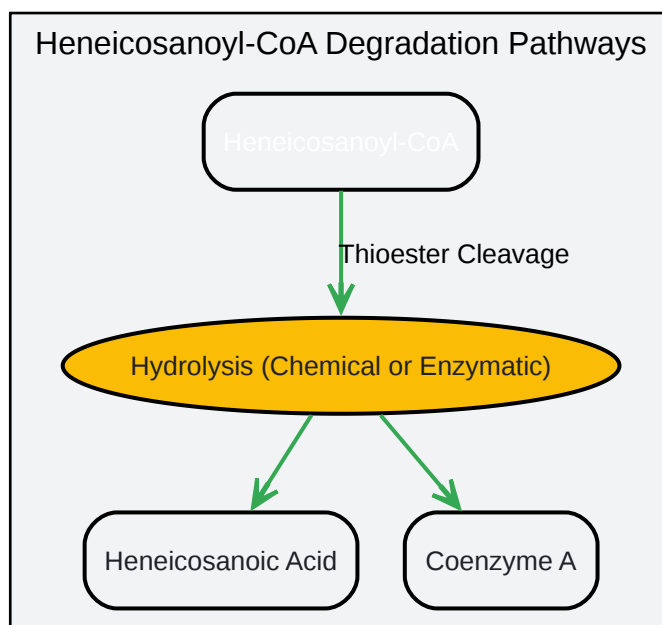 Heneicosanoyl-CoA Degradation Pathways
Heneicosanoyl-CoA
Thioester Cleavage
Hydrolysis (Chemical or Enzymatic)
Heneicosanoic Acid
Coenzyme A